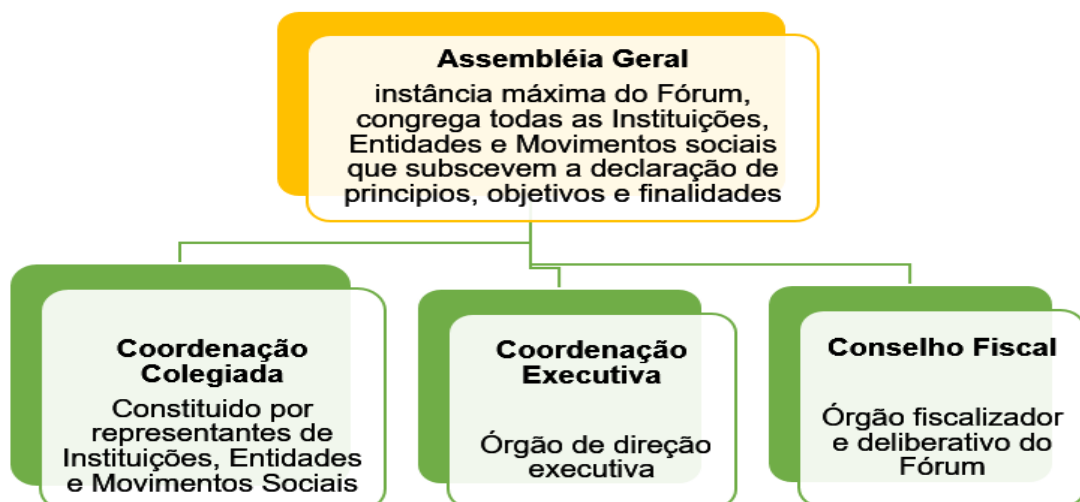 Assembléia Geral
instância máxima do Fórum,
congrega todas as Instituições,
Entidades e Movimentos sociais
que subscevem a declaração de
principios, objetivos e finalidades
Coordenação
Colegiada
Constituido por
representantes de
Instituições, Entidades
e Movimentos Sociais
Coordenação
Executiva
Órgão de direção
executiva
Conselho Fiscal
Órgão fiscalizador
e deliberativo do
Fórum